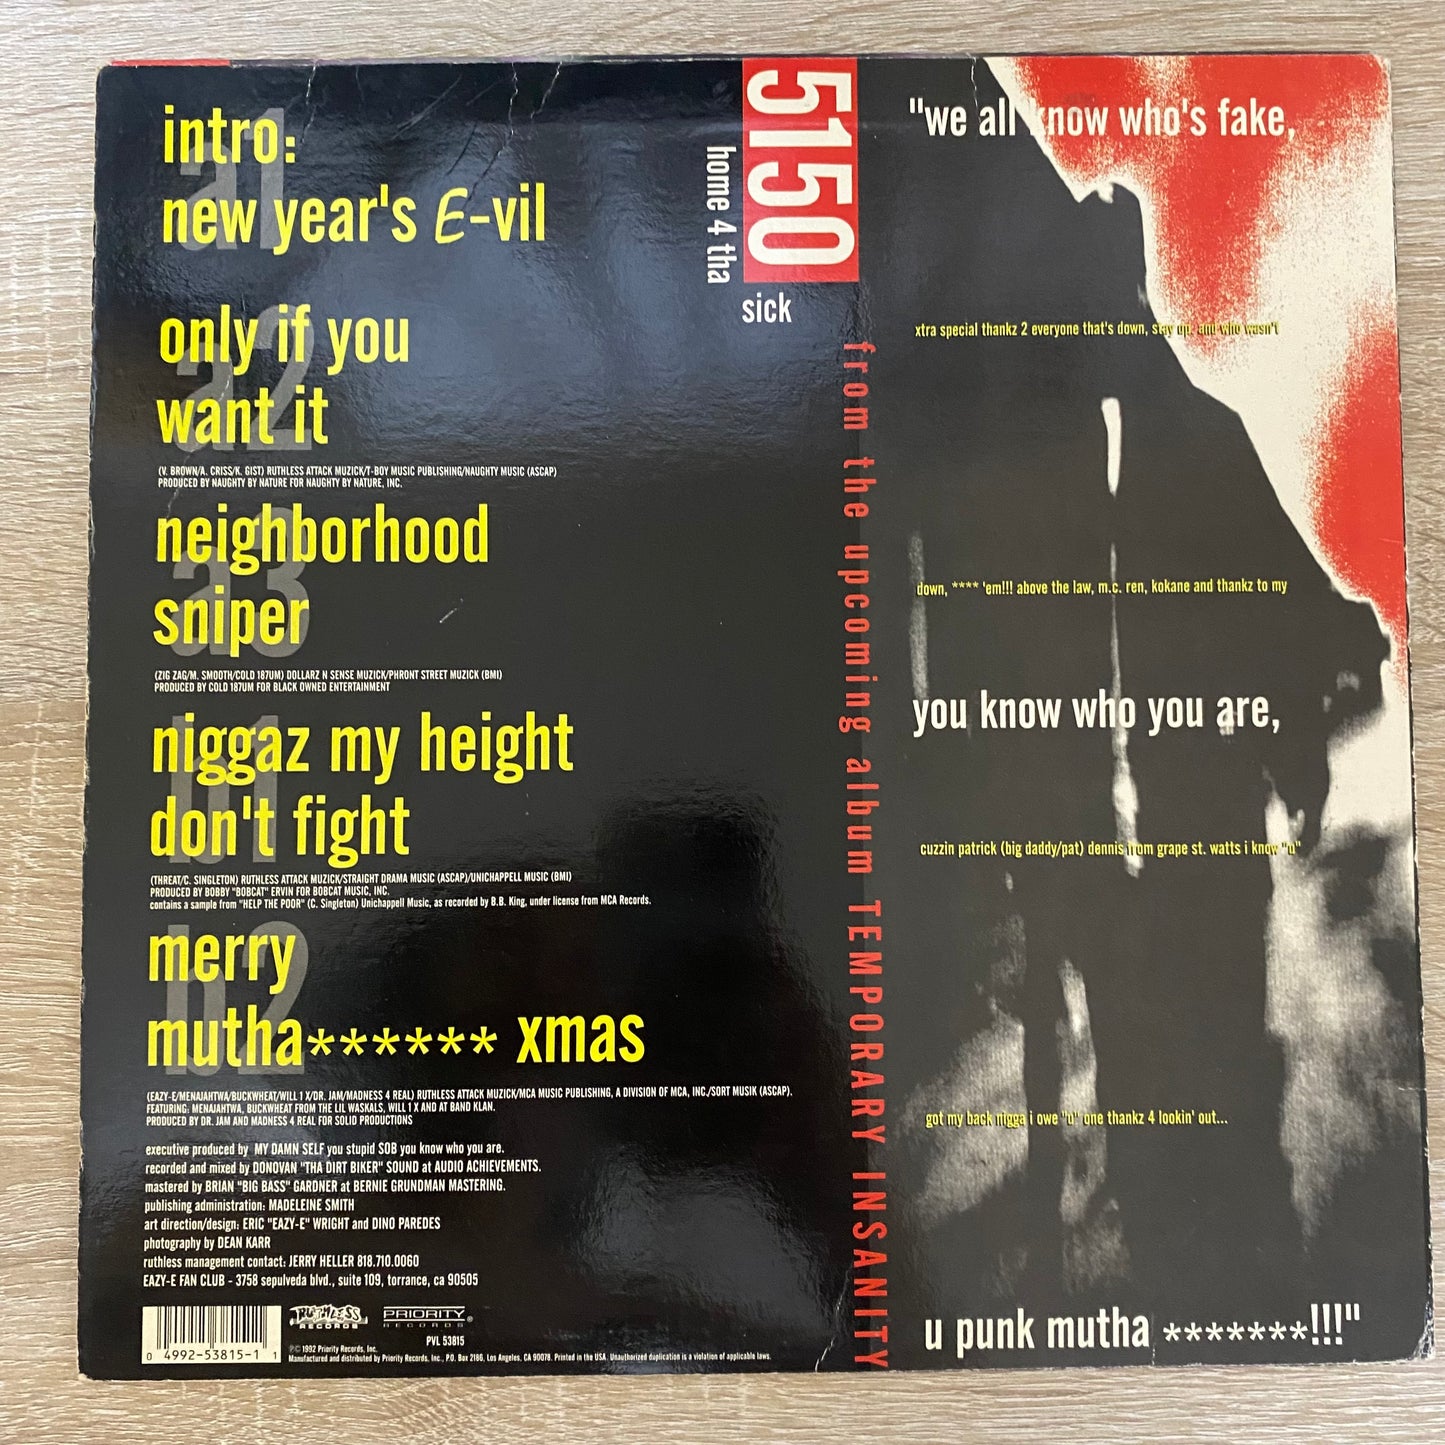 a1
intro:
new year's E-vil
a2
only if you
want it
(V. BROWN/A. CRISS/K. GIST) RUTHLESS ATTACK MUZICK/T-BOY MUSIC PUBLISHING/NAUGHTY MUSIC (ASCAP)
PRODUCED BY NAUGHTY BY NATURE FOR NAUGHTY BY NATURE, INC.
a3
neighborhood
sniper
(ZIG ZAG/M. SMOOTH/COLD 187UM) DOLLARZ N SENSE MUZICK/PHRONT STREET MUZICK (BMI)
PRODUCED BY COLD 187UM FOR BLACK OWNED ENTERTAINMENT
b1
niggaz my height
don't fight
(THREAT/C. SINGLETON) RUTHLESS ATTACK MUZICK/STRAIGHT DRAMA MUSIC (ASCAP)/UNICHAPPELL MUSIC (BMI)
PRODUCED BY BOBBY "BOBCAT" ERVIN FOR BOBCAT MUSIC, INC.
contains a sample from "HELP THE POOR" (C. Singleton) Unichappell Music, as recorded by B.B. King, under license from MCA Records.
b2
merry
mutha****** xmas
(EAZY-E/MENAJAHTWA/BUCKWHEAT/WILL 1 X/DR. JAM/MADNESS 4 REAL) RUTHLESS ATTACK MUZICK/MCA MUSIC PUBLISHING, A DIVISION OF MCA, INC./SORT MUSIK (ASCAP).
FEATURING: MENAJAHTWA, BUCKWHEAT FROM THE LIL WASKALS, WILL 1 X AND AT BAND KLAN.
PRODUCED BY DR. JAM AND MADNESS 4 REAL FOR SOLID PRODUCTIONS
executive produced by MY DAMN SELF you stupid SOB you know who you are.
recorded and mixed by DONOVAN "THA DIRT BIKER" SOUND at AUDIO ACHIEVEMENTS.
mastered by BRIAN "BIG BASS" GARDNER at BERNIE GRUNDMAN MASTERING.
publishing administration: MADELEINE SMITH
art direction/design: ERIC "EAZY-E" WRIGHT and DINO PAREDES
photography by DEAN KARR
ruthless management contact: JERRY HELLER 818.710.0060
EAZY-E FAN CLUB - 3758 sepulveda blvd., suite 109, torrance, ca 90505
0 4992-53815-1 1
RUTHLESS
RECORDS
PRIORITY
RECORDS®
PVL 53815
℗© 1992 Priority Records, Inc.
Manufactured and distributed by Priority Records, Inc., P.O. Box 2186, Los Angeles, CA 90078. Printed in the USA. Unauthorized duplication is a violation of applicable laws.
5150
home 4 tha
sick
from the upcoming album TEMPORARY INSANITY
"we all know who's fake,
xtra special thankz 2 everyone that's down, stay up, and who wasn't
down, **** 'em!!! above the law, m.c. ren, kokane and thankz to my
you know who you are,
cuzzin patrick (big daddy/pat) dennis from grape st. watts i know "u"
got my back nigga i owe "u" one thankz 4 lookin' out...
u punk mutha *******!!!"